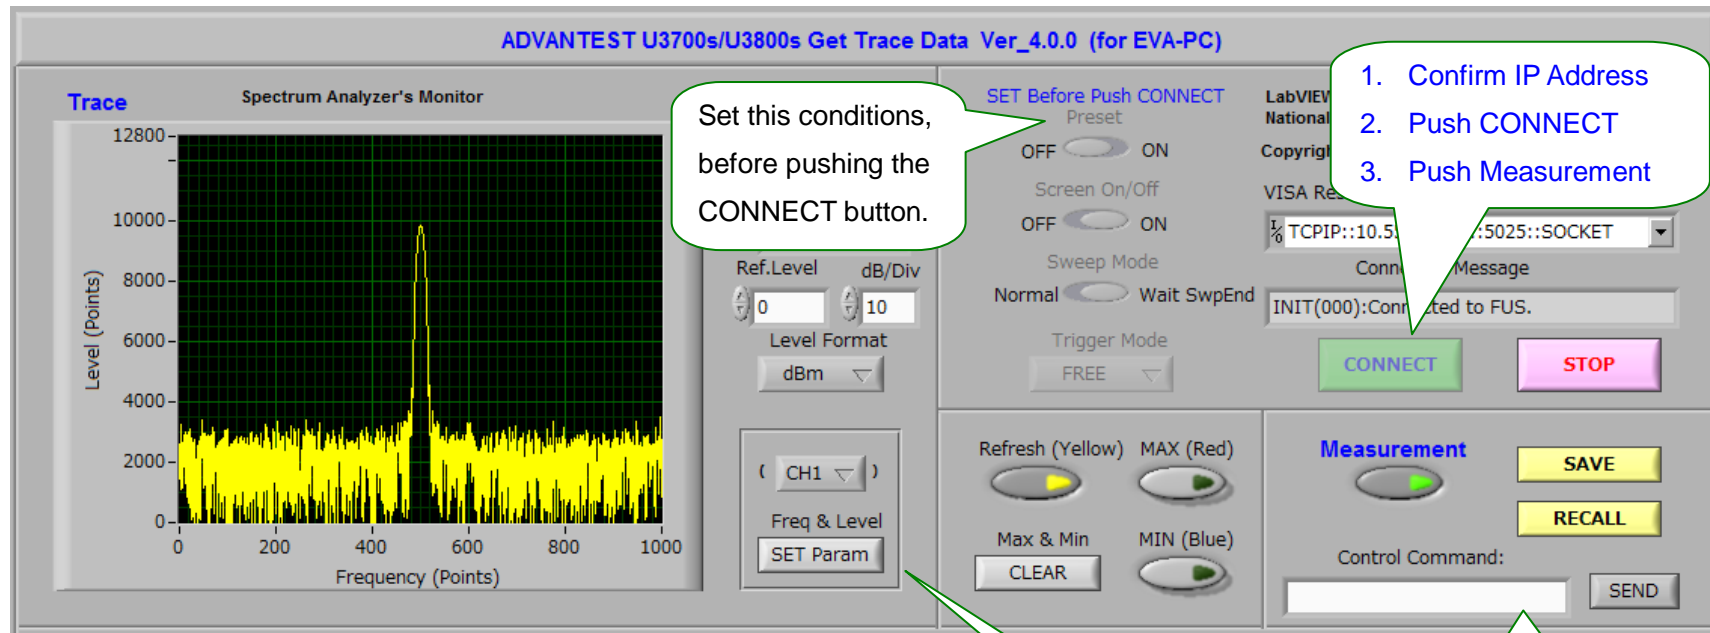 ADVANTEST U3700s/U3800s Get Trace Data Ver_4.0.0 (for EVA-PC)
Trace
Spectrum Analyzer's Monitor
12800
10000
8000
6000
4000
2000
0
Level (Points)
0 200 400 600 800 1000
Frequency (Points)
Set this conditions,
before pushing the
CONNECT button.
Ref.Level dB/Div
0 10
Level Format
dBm
( CH1 )
Freq & Level
SET Param
SET Before Push CONNECT
Preset
OFF ON
Screen On/Off
OFF ON
Sweep Mode
Normal Wait SwpEnd
Trigger Mode
FREE
1. Confirm IP Address
2. Push CONNECT
3. Push Measurement
LabVIEW
National
VISA
TCPIP::10.5 :5025::SOCKET
Message
INIT(000):Connected to FUS.
CONNECT STOP
Refresh (Yellow) MAX (Red)
Max & Min MIN (Blue)
CLEAR
Measurement
SAVE
RECALL
Control Command:
SEND